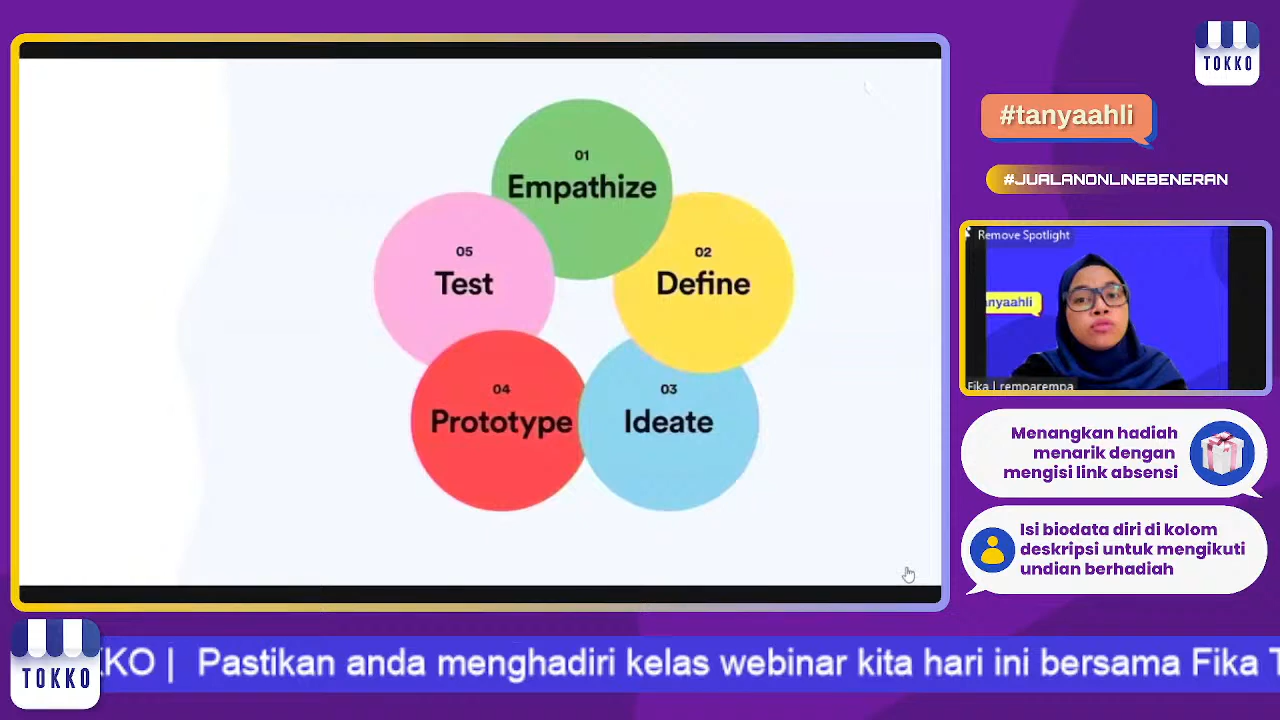 TOKKO
#tanyaahli
#JUALANONLINEBENERAN
01
Empathize
05
Test
02
Define
04
Prototype
03
Ideate
Remove Spotlight
anyaahli
Fika | remparempa
Menangkan hadiah
menarik dengan
mengisi link absensi
Isi biodata diri di kolom
deskripsi untuk mengikuti
undian berhadiah
TOKKO
KKO | Pastikan anda menghadiri kelas webinar kita hari ini bersama Fika T